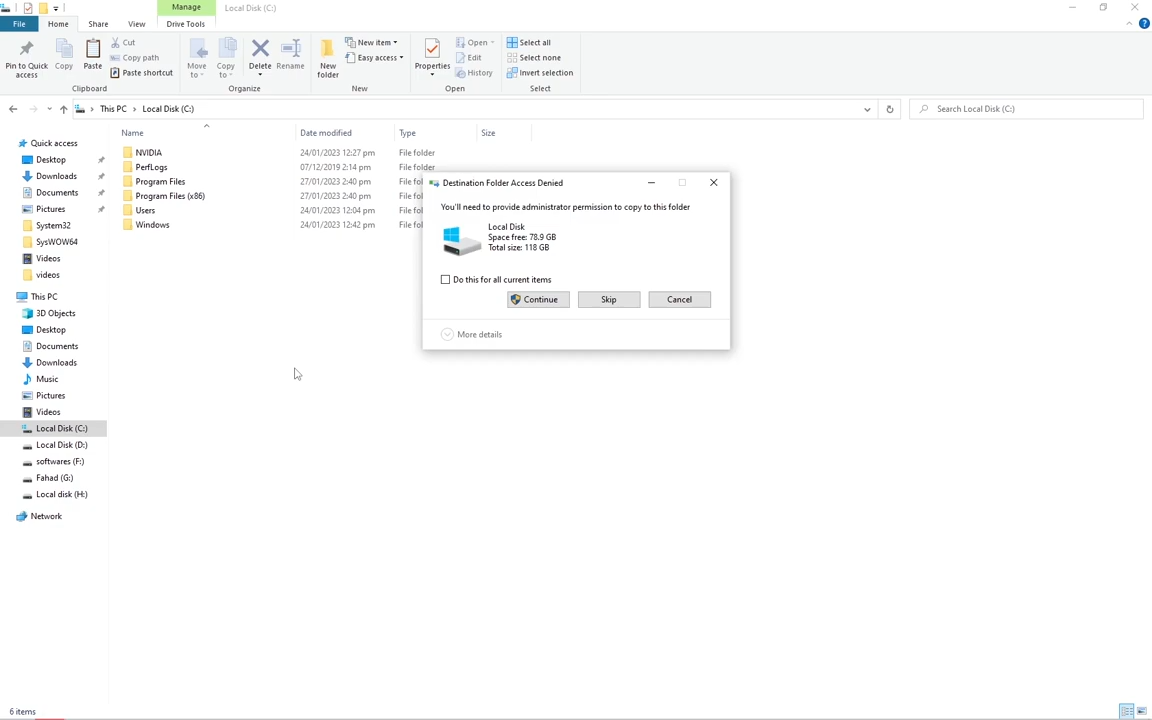 Manage
Local Disk (C:)
File
Home
Share
View
Drive Tools
Pin to Quick access
Copy
Paste
Cut
Copy path
Paste shortcut
Clipboard
Move to
Copy to
Delete
Rename
Organize
New folder
New item
Easy access
New
Properties
Open
Edit
History
Open
Select all
Select none
Invert selection
Select
This PC
Local Disk (C:)
Search Local Disk (C:)
Name
Date modified
Type
Size
NVIDIA 24/01/2023 12:27 pm File folder
PerfLogs 07/12/2019 2:14 pm File folder
Program Files 27/01/2023 2:40 pm File fol
Program Files (x86) 27/01/2023 2:40 pm File fol
Users 24/01/2023 12:04 pm File fol
Windows 24/01/2023 12:42 pm File fol
Quick access
Desktop
Downloads
Documents
Pictures
System32
SysWOW64
Videos
videos
This PC
3D Objects
Desktop
Documents
Downloads
Music
Pictures
Videos
Local Disk (C:)
Local Disk (D:)
softwares (F:)
Fahad (G:)
Local disk (H:)
Network
Destination Folder Access Denied
You'll need to provide administrator permission to copy to this folder
Local Disk
Space free: 78.9 GB
Total size: 118 GB
Do this for all current items
Continue
Skip
Cancel
More details
6 items